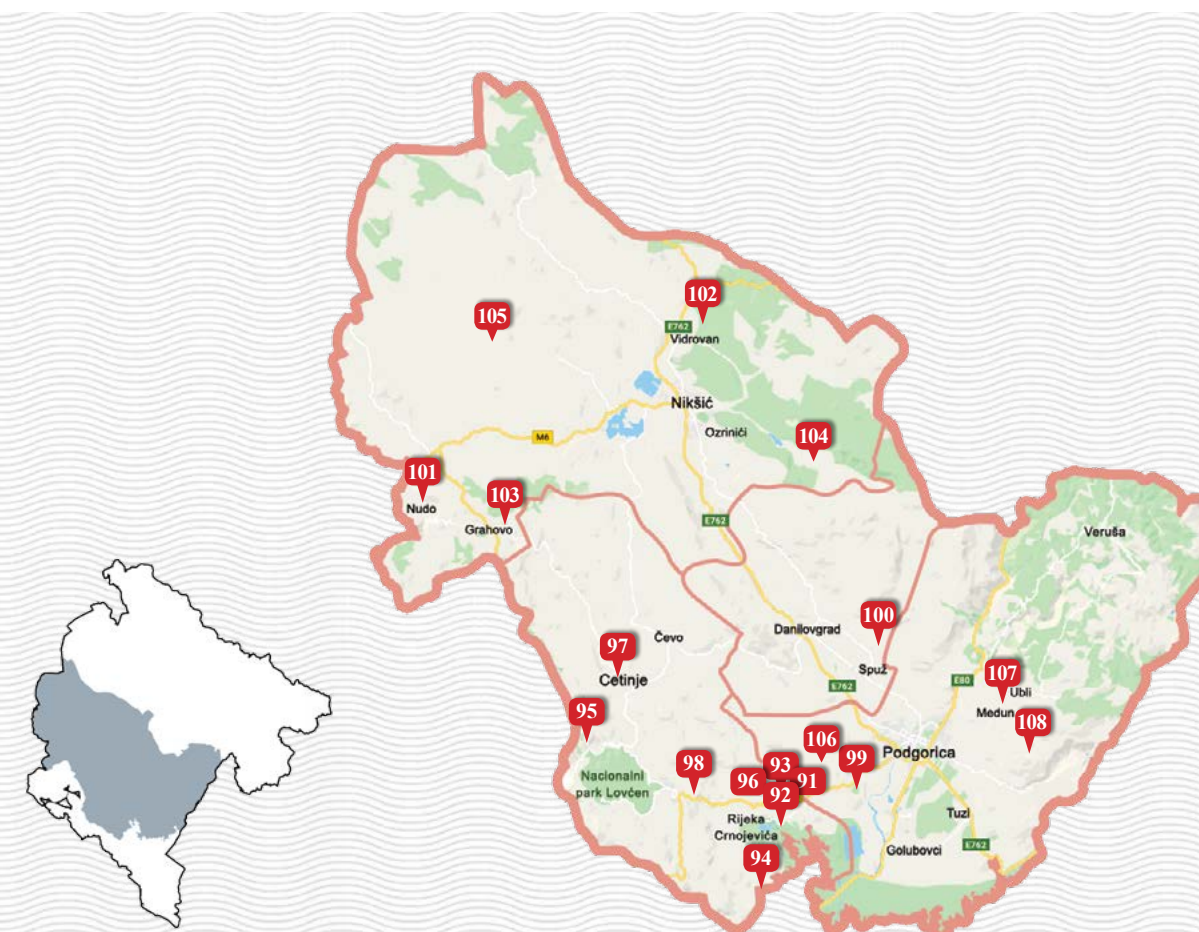 102
105
E762
Vidrovan
Nikšić
Ozrinići
M6
104
101
103
Nudo
Grahovo
E762
Veruša
100
Danilovgrad
Čevo
97
Cetinje
Spuž
E762
E80
107
Ubli
Medun
108
95
106
Podgorica
93
98
96
91
99
Nacionalni
park Lovćen
92
Rijeka
Crnojevića
Tuzi
E762
Golubovci
94